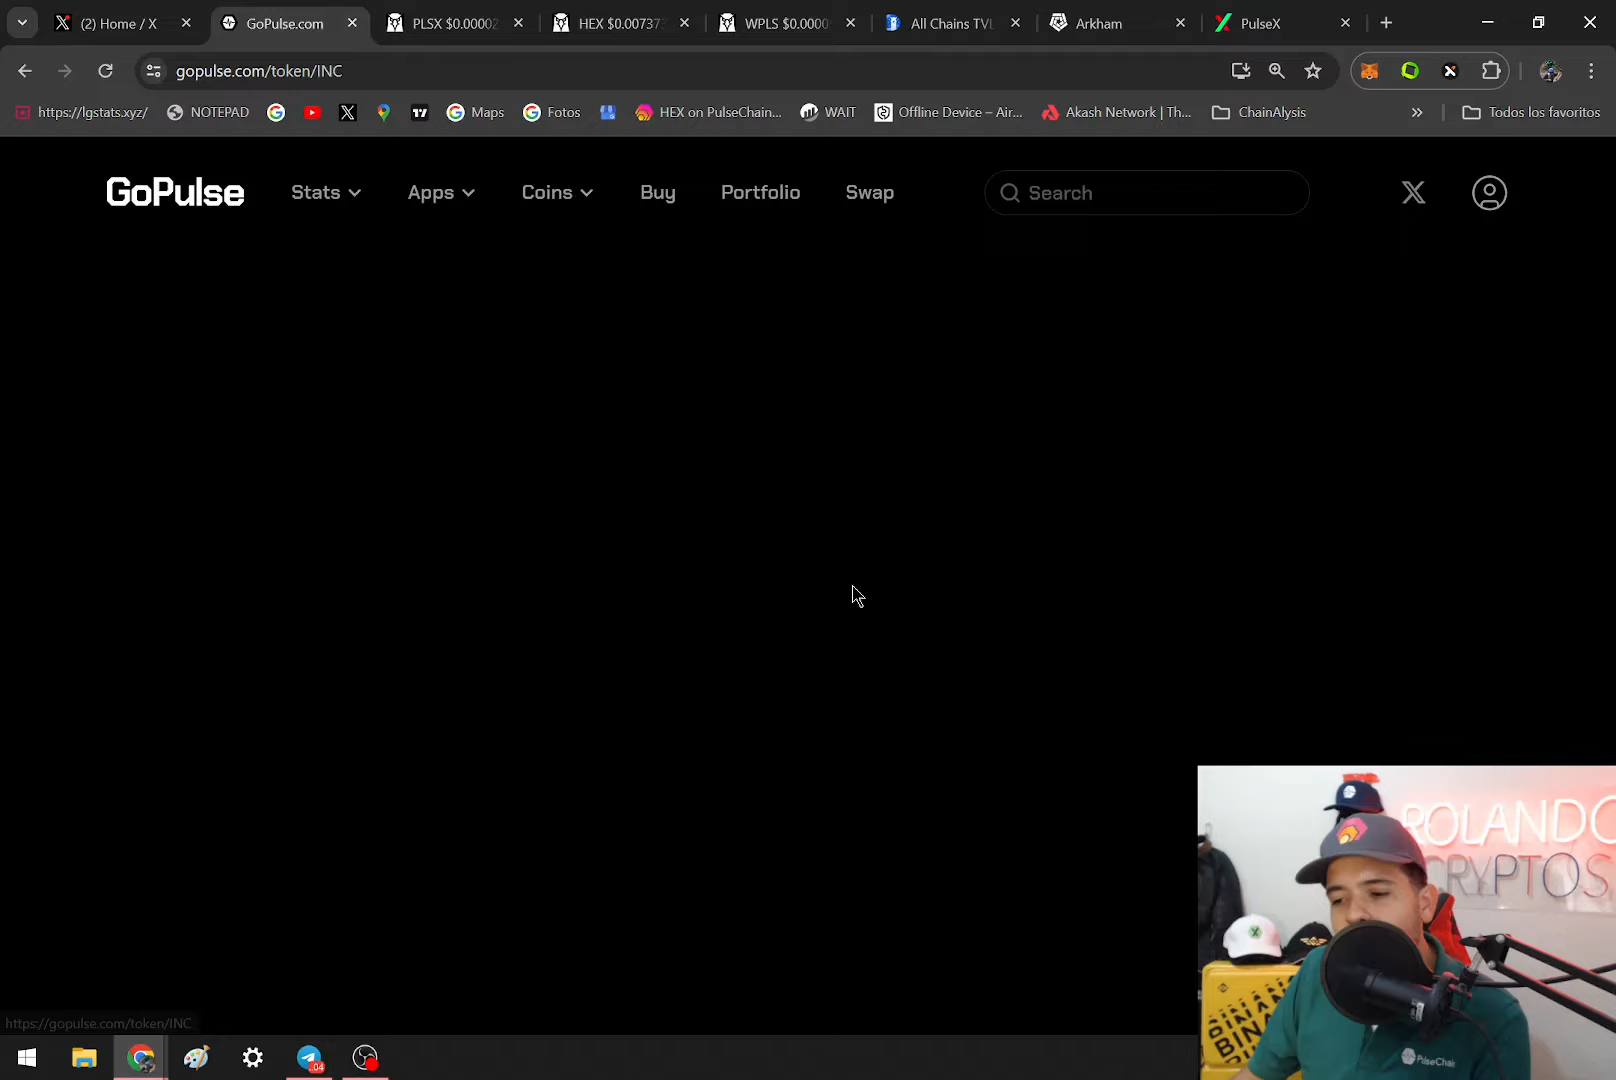 (2) Home / X
GoPulse.com
PLSX $0.00002
HEX $0.00737
WPLS $0.0000
All Chains TVL
Arkham
PulseX
gopulse.com/token/INC
https://lgstats.xyz/
NOTEPAD
Maps
Fotos
HEX on PulseChain...
WAIT
Offline Device – Air...
Akash Network | Th...
ChainAlysis
»
Todos los favoritos
GoPulse
Stats
Apps
Coins
Buy
Portfolio
Swap
Search
ROLANDO
CRYPTOS
BINAN
PulseChain
https://gopulse.com/token/INC
..04